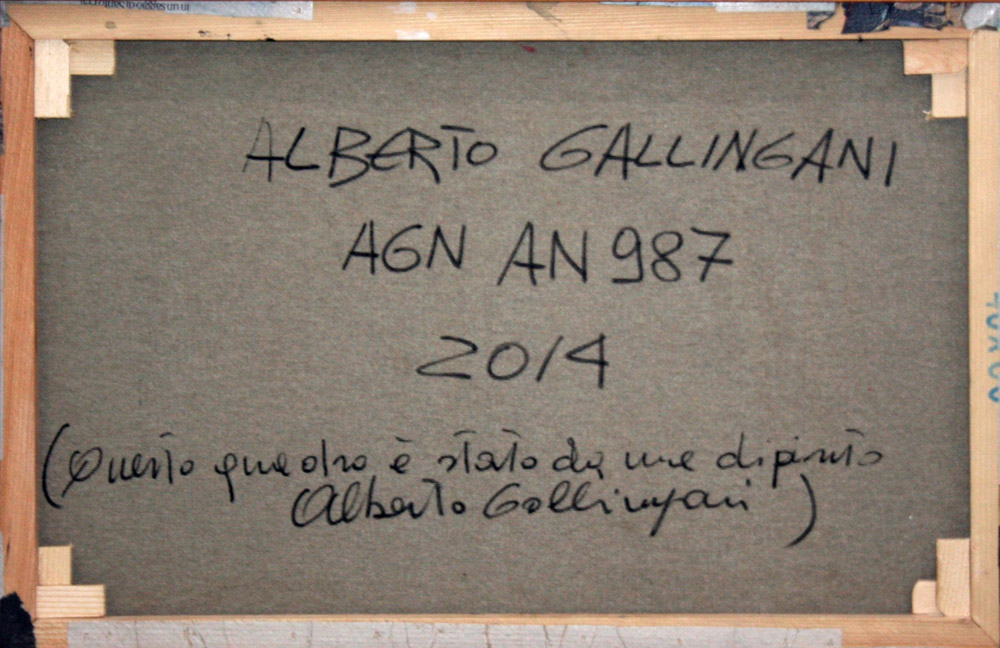 ALBERTO GALLINGANI
AGN AN 987
2014
(Questo quadro è stato da me dipinto
Alberto Gallingani)